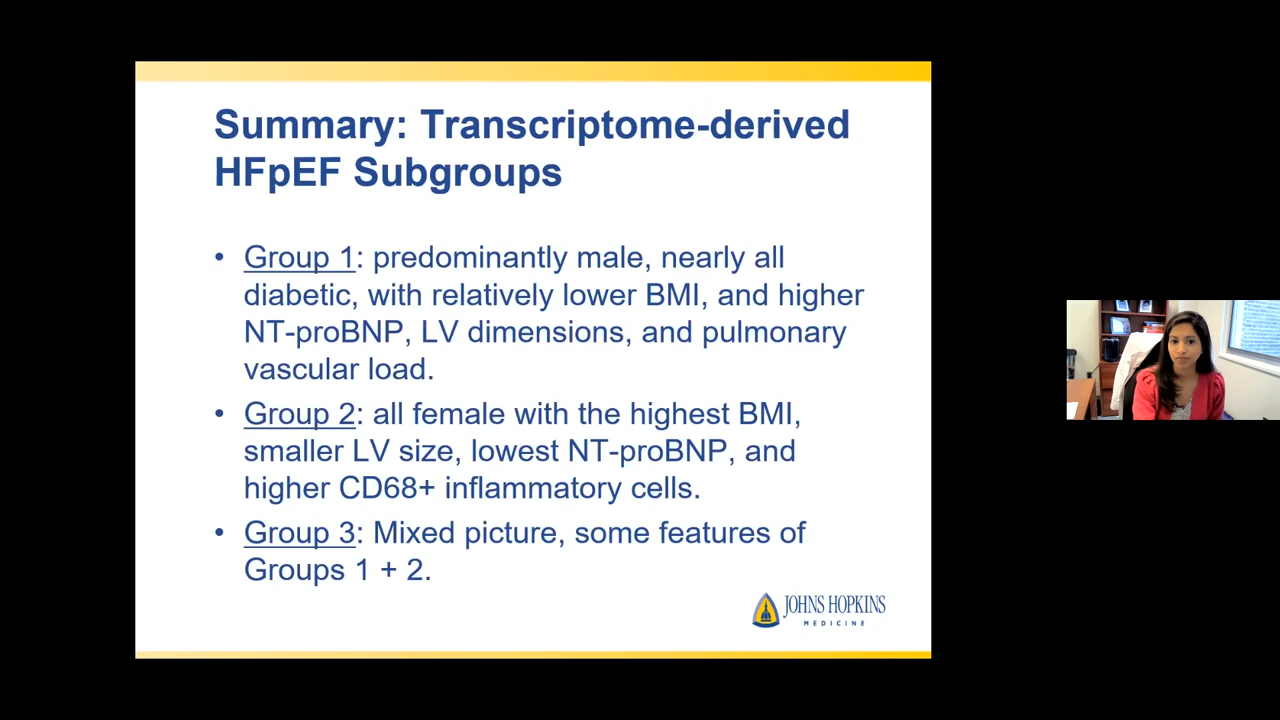 Summary: Transcriptome-derived
HFpEF Subgroups
• Group 1: predominantly male, nearly all
diabetic, with relatively lower BMI, and higher
NT-proBNP, LV dimensions, and pulmonary
vascular load.
• Group 2: all female with the highest BMI,
smaller LV size, lowest NT-proBNP, and
higher CD68+ inflammatory cells.
• Group 3: Mixed picture, some features of
Groups 1 + 2.
JOHNS HOPKINS
MEDICINE